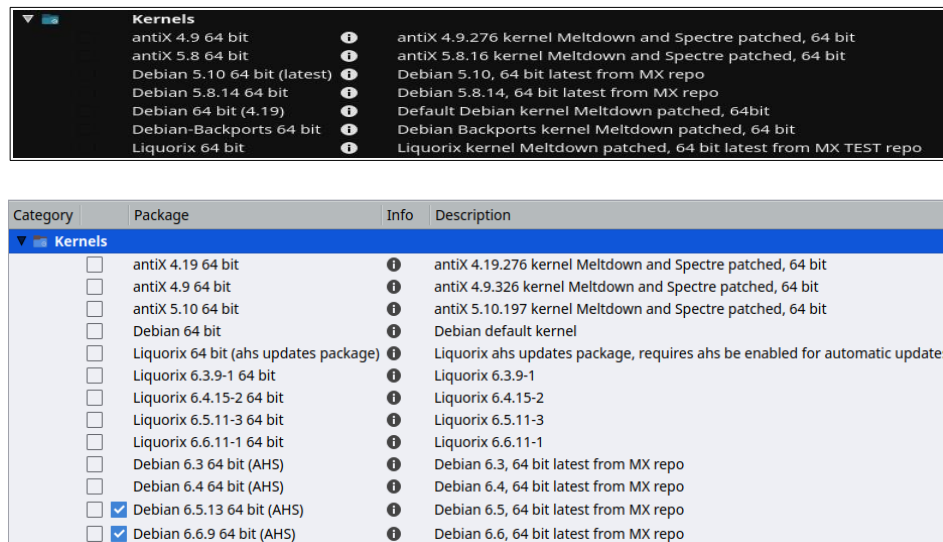 Kernels
antiX 4.9 64 bit antiX 4.9.276 kernel Meltdown and Spectre patched, 64 bit
antiX 5.8 64 bit antiX 5.8.16 kernel Meltdown and Spectre patched, 64 bit
Debian 5.10 64 bit (latest) Debian 5.10, 64 bit latest from MX repo
Debian 5.8.14 64 bit Debian 5.8.14, 64 bit latest from MX repo
Debian 64 bit (4.19) Default Debian kernel Meltdown patched, 64bit
Debian-Backports 64 bit Debian Backports kernel Meltdown patched, 64 bit
Liquorix 64 bit Liquorix kernel Meltdown patched, 64 bit latest from MX TEST repo
Category Package Info Description
Kernels
antiX 4.19 64 bit antiX 4.19.276 kernel Meltdown and Spectre patched, 64 bit
antiX 4.9 64 bit antiX 4.9.326 kernel Meltdown and Spectre patched, 64 bit
antiX 5.10 64 bit antiX 5.10.197 kernel Meltdown and Spectre patched, 64 bit
Debian 64 bit Debian default kernel
Liquorix 64 bit (ahs updates package) Liquorix ahs updates package, requires ahs be enabled for automatic update
Liquorix 6.3.9-1 64 bit Liquorix 6.3.9-1
Liquorix 6.4.15-2 64 bit Liquorix 6.4.15-2
Liquorix 6.5.11-3 64 bit Liquorix 6.5.11-3
Liquorix 6.6.11-1 64 bit Liquorix 6.6.11-1
Debian 6.3 64 bit (AHS) Debian 6.3, 64 bit latest from MX repo
Debian 6.4 64 bit (AHS) Debian 6.4, 64 bit latest from MX repo
Debian 6.5.13 64 bit (AHS) Debian 6.5, 64 bit latest from MX repo
Debian 6.6.9 64 bit (AHS) Debian 6.6, 64 bit latest from MX repo